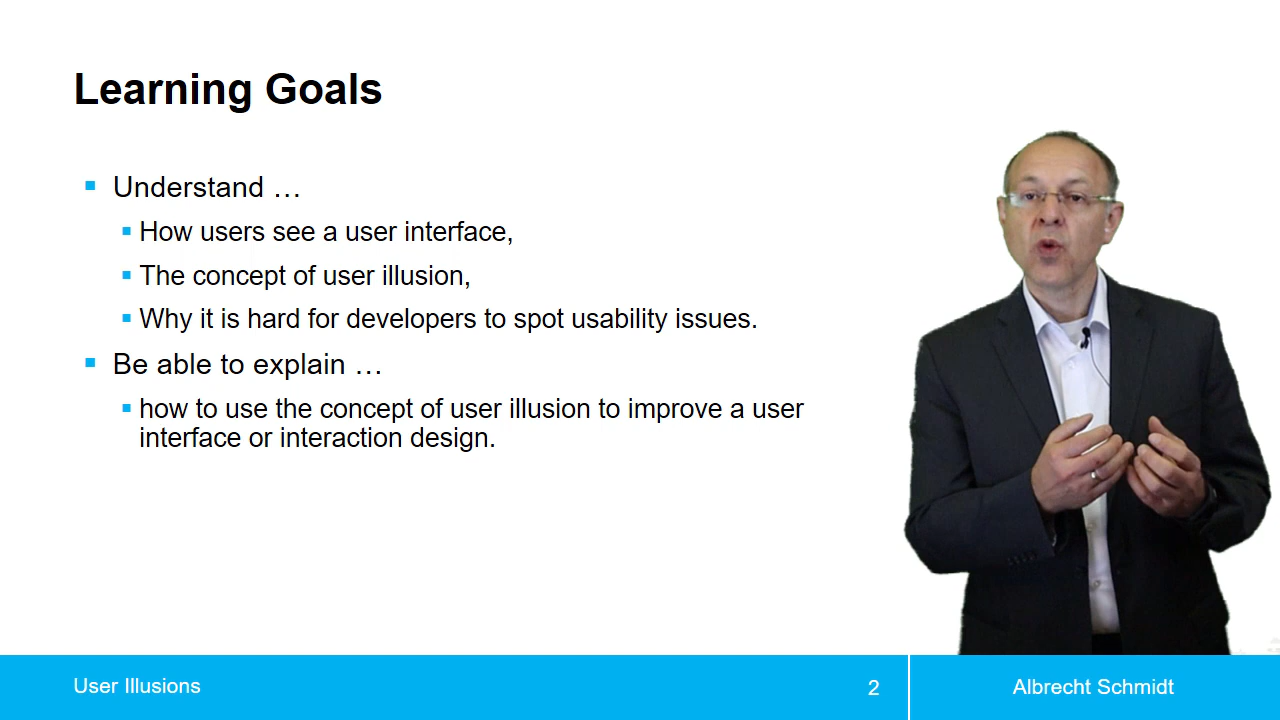 Learning Goals
Understand …
How users see a user interface,
The concept of user illusion,
Why it is hard for developers to spot usability issues.
Be able to explain …
how to use the concept of user illusion to improve a user
interface or interaction design.
User Illusions
2
Albrecht Schmidt